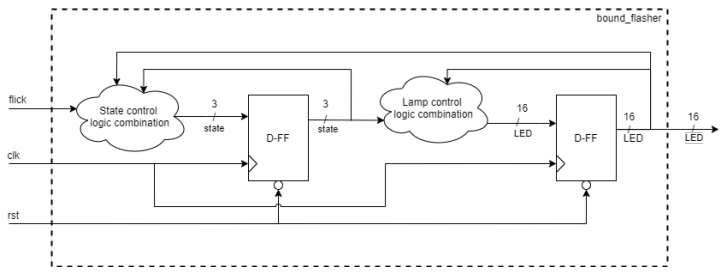 bound_flasher
flick
clk
rst
State control
logic combination
3
state
D-FF
3
state
Lamp control
logic combination
16
LED
D-FF
16
LED
16
LED